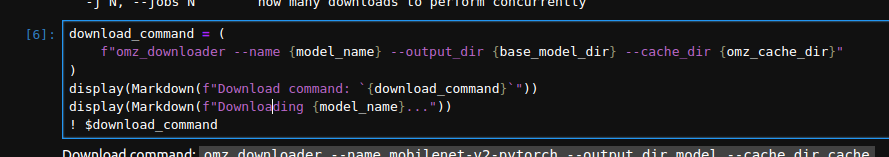 -j N, --jobs N        how many downloads to perform concurrently
[6]: download_command = (
    f"omz_downloader --name {model_name} --output_dir {base_model_dir} --cache_dir {omz_cache_dir}"
)
display(Markdown(f"Download command: `{download_command}`"))
display(Markdown(f"Downloading {model_name}..."))
! $download_command
Download command: omz_downloader --name mobilenet-v2-pytorch --output_dir model --cache_dir cache